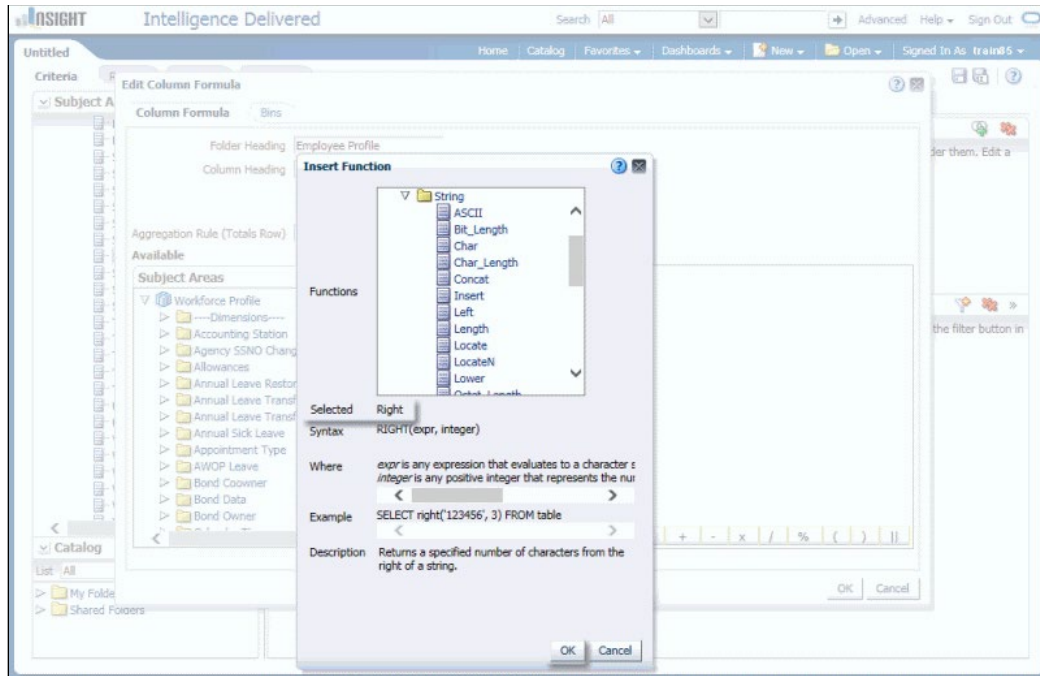 INSIGHT Intelligence Delivered Search All Advanced Help Sign Out
Untitled Home Catalog Favorites Dashboards New Open Signed In As train85
Criteria
Subject A
Edit Column Formula
Column Formula Bins
Folder Heading Employee Profile
Column Heading
Aggregation Rule (Totals Row)
Available
Subject Areas
Workforce Profile
----Dimensions----
Accounting Station
Agency SSNO Chang
Allowances
Annual Leave Restor
Annual Leave Transf
Annual Leave Transf
Annual Sick Leave
Appointment Type
AWOP Leave
Bond Coowner
Bond Data
Bond Owner
Insert Function
Functions
String
ASCII
Bit_Length
Char
Char_Length
Concat
Insert
Left
Length
Locate
LocateN
Lower
Octet_Length
Selected Right
Syntax RIGHT(expr, integer)
Where expr is any expression that evaluates to a character s
integer is any positive integer that represents the nur
Example SELECT right('123456', 3) FROM table
Description Returns a specified number of characters from the
right of a string.
OK Cancel
der them. Edit a
the filter button in
+ - x / % ( ) ||
OK Cancel
Catalog
List All
My Folde
Shared Folders